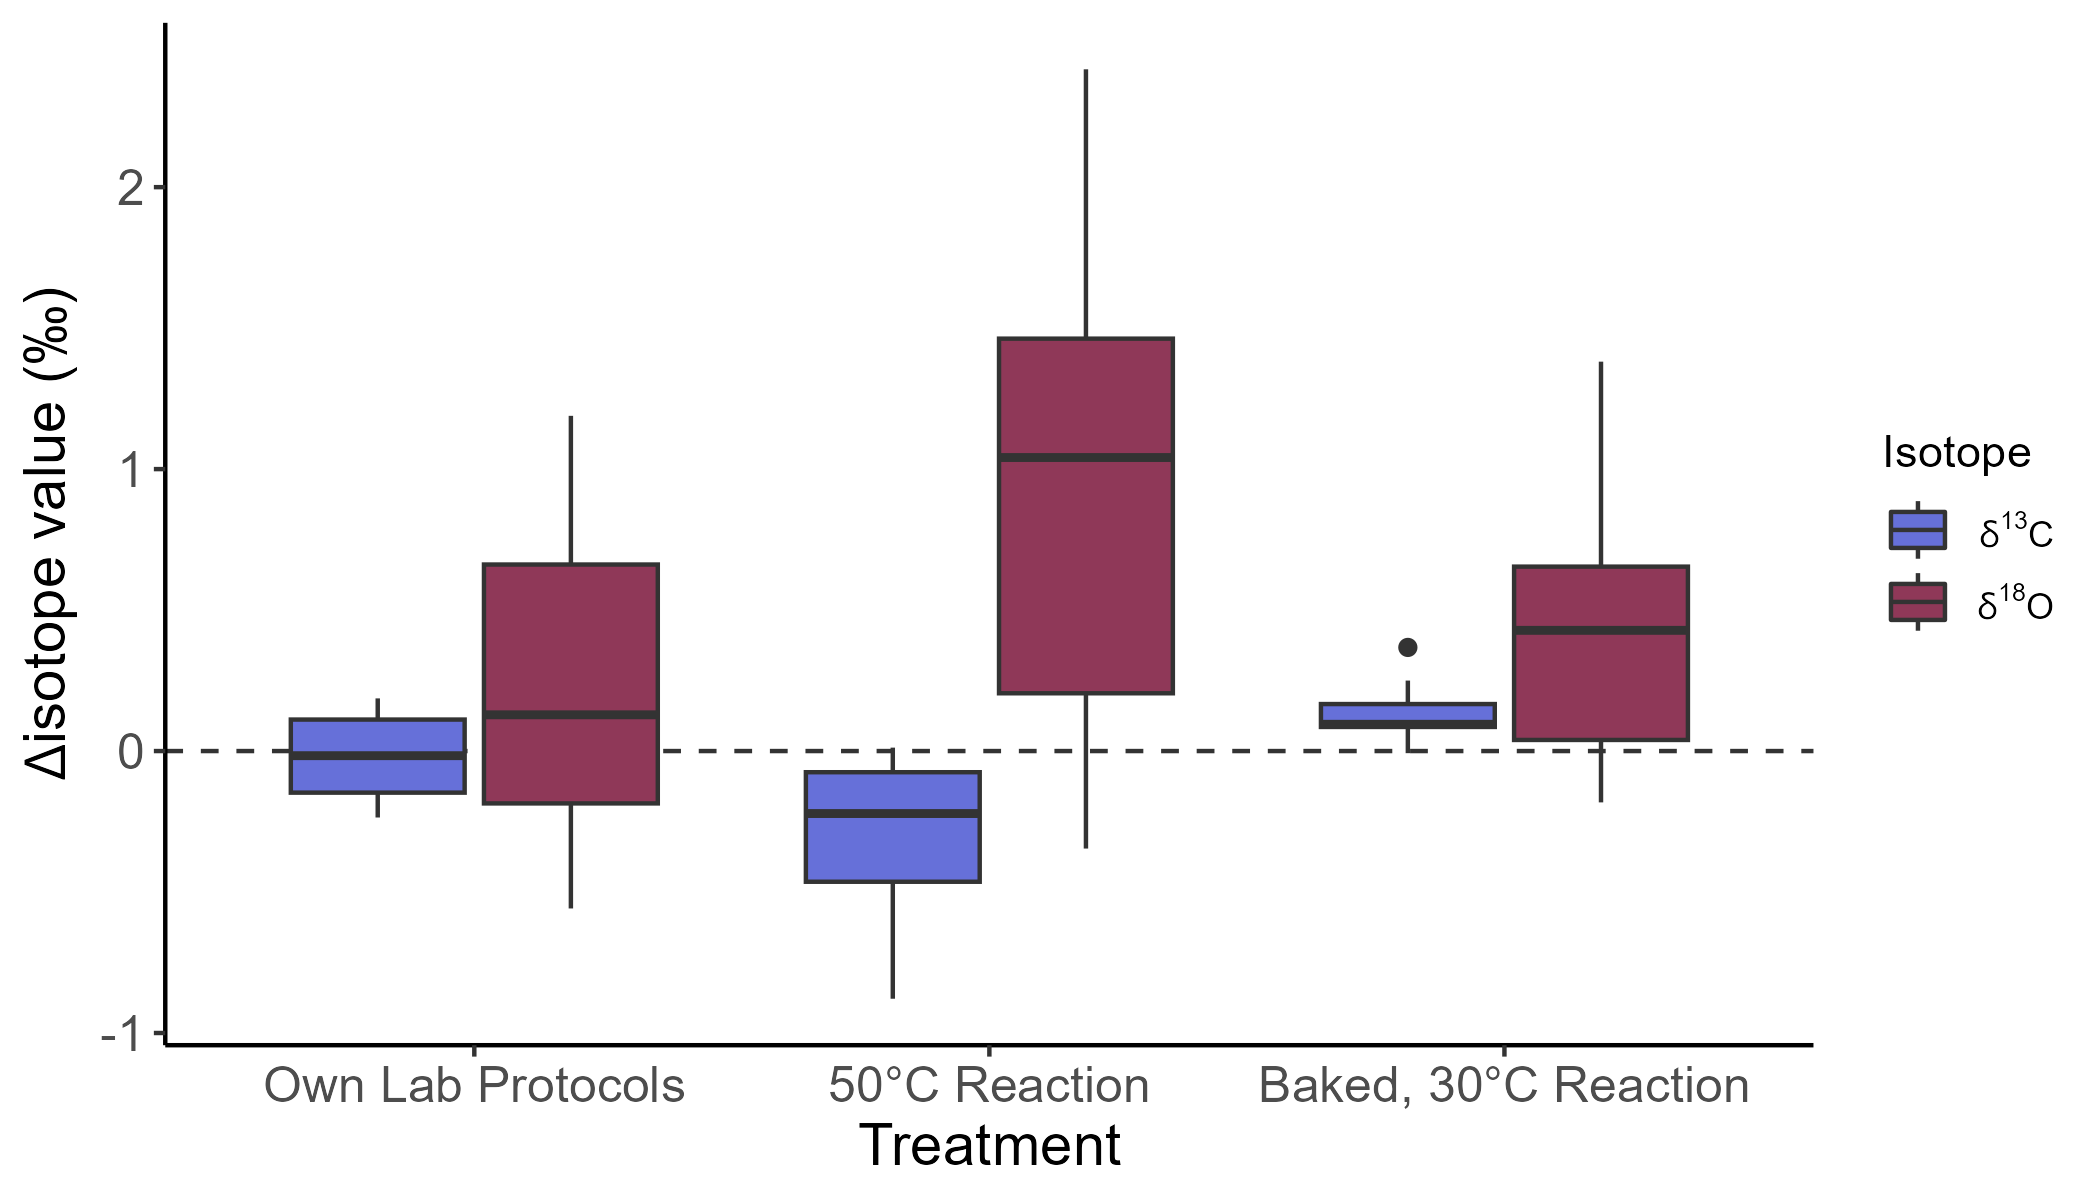 Δisotope value (‰)
2
1
0
-1
Own Lab Protocols
50°C Reaction
Baked, 30°C Reaction
Treatment
Isotope
δ¹³C
δ¹⁸O